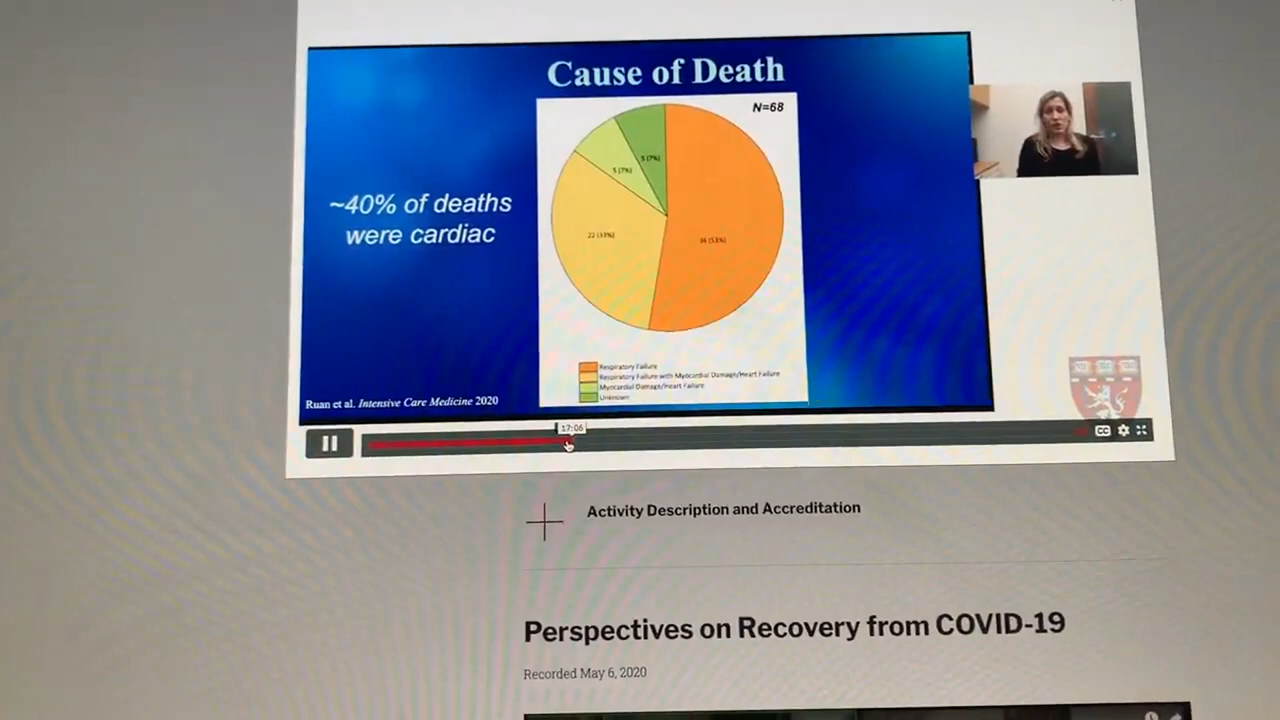 Cause of Death
N=68
~40% of deaths
were cardiac
5 (7%)
5 (7%)
22 (33%)
36 (53%)
Respiratory Failure
Respiratory Failure with Myocardial Damage/Heart Failure
Myocardial Damage/Heart Failure
Unknown
Ruan et al. Intensive Care Medicine 2020
17:06
CC
Activity Description and Accreditation
Perspectives on Recovery from COVID-19
Recorded May 6, 2020